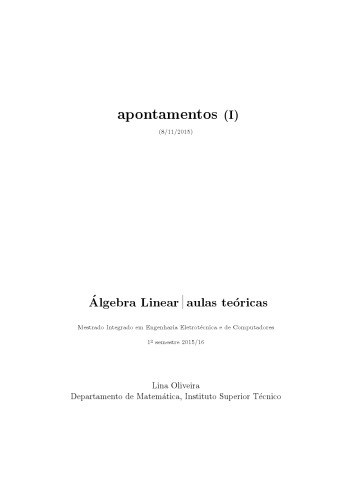 apontamentos (I)
(8/11/2015)
Álgebra Linear | aulas teóricas
Mestrado Integrado em Engenharia Eletrotécnica e de Computadores
1º semestre 2015/16
Lina Oliveira
Departamento de Matemática, Instituto Superior Técnico